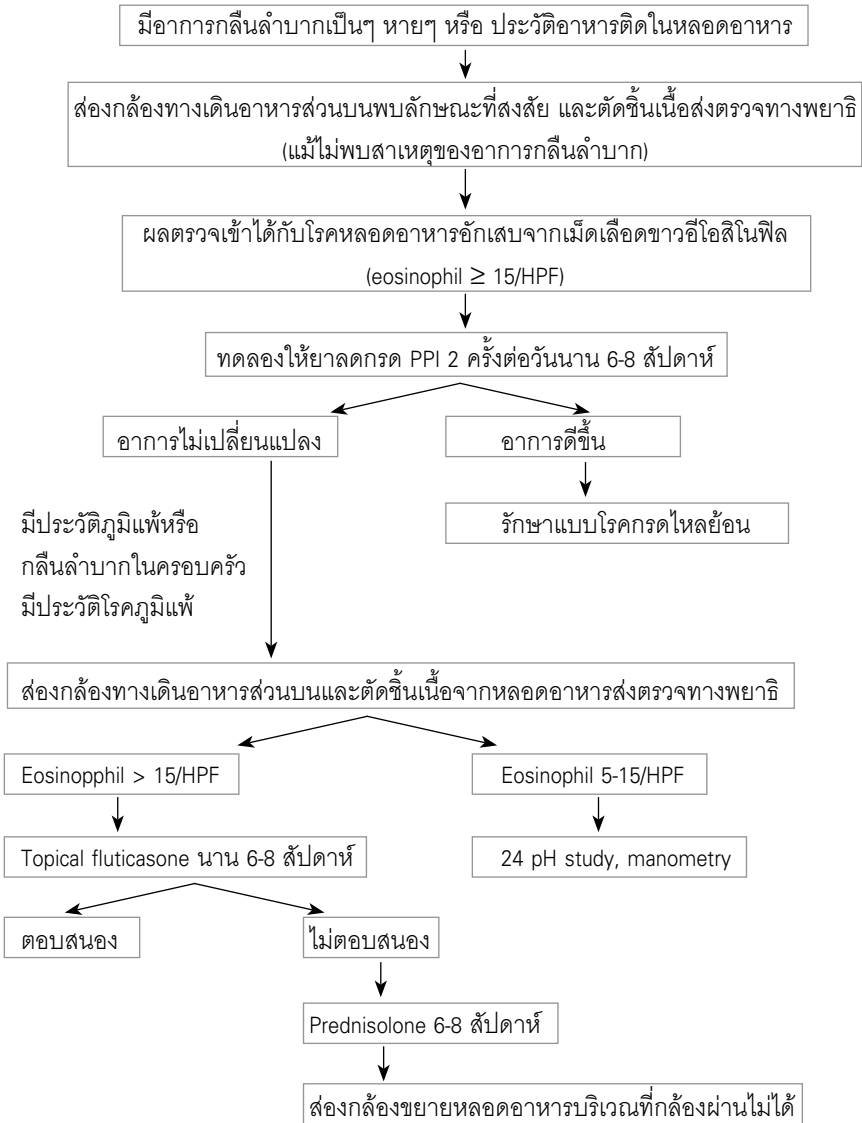 มีอาการกลืนลำบากเป็นๆ หายๆ หรือ ประวัติอาหารติดในหลอดอาหาร
ส่องกล้องทางเดินอาหารส่วนบนพบลักษณะที่สงสัย และตัดชิ้นเนื้อส่งตรวจทางพยาธิ
(แม้ไม่พบสาเหตุของอาการกลืนลำบาก)
ผลตรวจเข้าได้กับโรคหลอดอาหารอักเสบจากเม็ดเลือดขาวอีโอสิโนฟิล
(eosinophil ≥ 15/HPF)
ทดลองให้ยาลดกรด PPI 2 ครั้งต่อวันนาน 6-8 สัปดาห์
อาการไม่เปลี่ยนแปลง
อาการดีขึ้น
รักษาแบบโรคกรดไหลย้อน
มีประวัติภูมิแพ้หรือ
กลืนลำบากในครอบครัว
มีประวัติโรคภูมิแพ้
ส่องกล้องทางเดินอาหารส่วนบนและตัดชิ้นเนื้อจากหลอดอาหารส่งตรวจทางพยาธิ
Eosinopphil > 15/HPF
Eosinophil 5-15/HPF
Topical fluticasone นาน 6-8 สัปดาห์
24 pH study, manometry
ตอบสนอง
ไม่ตอบสนอง
Prednisolone 6-8 สัปดาห์
ส่องกล้องขยายหลอดอาหารบริเวณที่กล้องผ่านไม่ได้